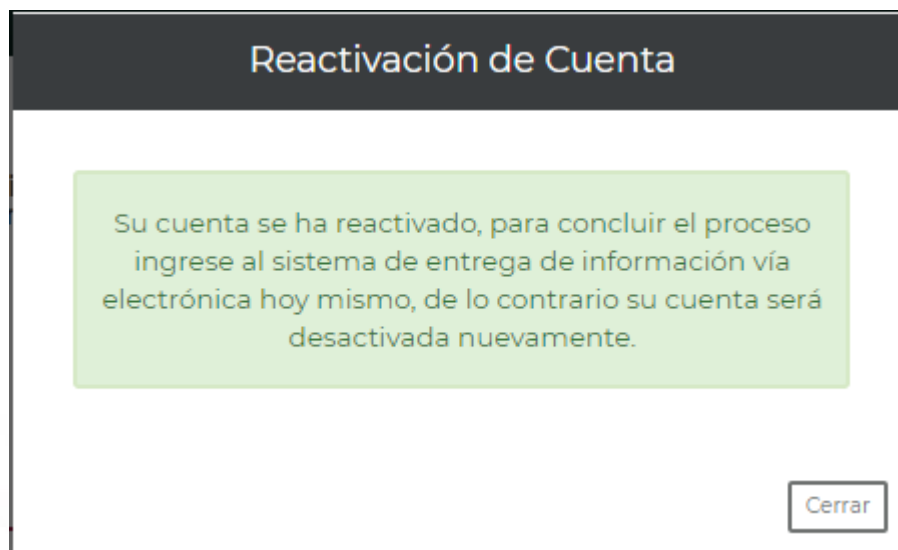 Reactivación de Cuenta
Su cuenta se ha reactivado, para concluir el proceso
ingrese al sistema de entrega de información vía
electrónica hoy mismo, de lo contrario su cuenta será
desactivada nuevamente.
Cerrar